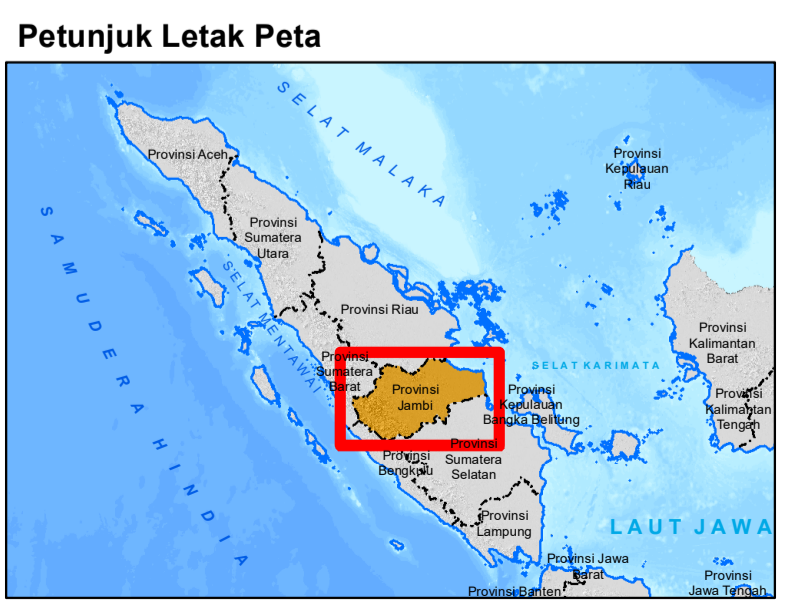 Petunjuk Letak Peta
SELAT MALAKA
Provinsi Aceh
Provinsi
Kepulauan
Riau
SAMUDERA HINDIA
Provinsi
Sumatera
Utara
SELAT MENTAWAI
Provinsi Riau
Provinsi
Kalimantan
Barat
Provinsi
Sumatera
Barat
SELAT KARIMATA
Provinsi
Jambi
Provinsi
Kepulauan
Bangka Belitung
Provinsi
Kalimantan
Tengah
Provinsi
Bengkulu
Provinsi
Sumatera
Selatan
Provinsi
Lampung
LAUT JAWA
Provinsi Jawa
Barat
Provinsi Banten
Provinsi
Jawa Tengah